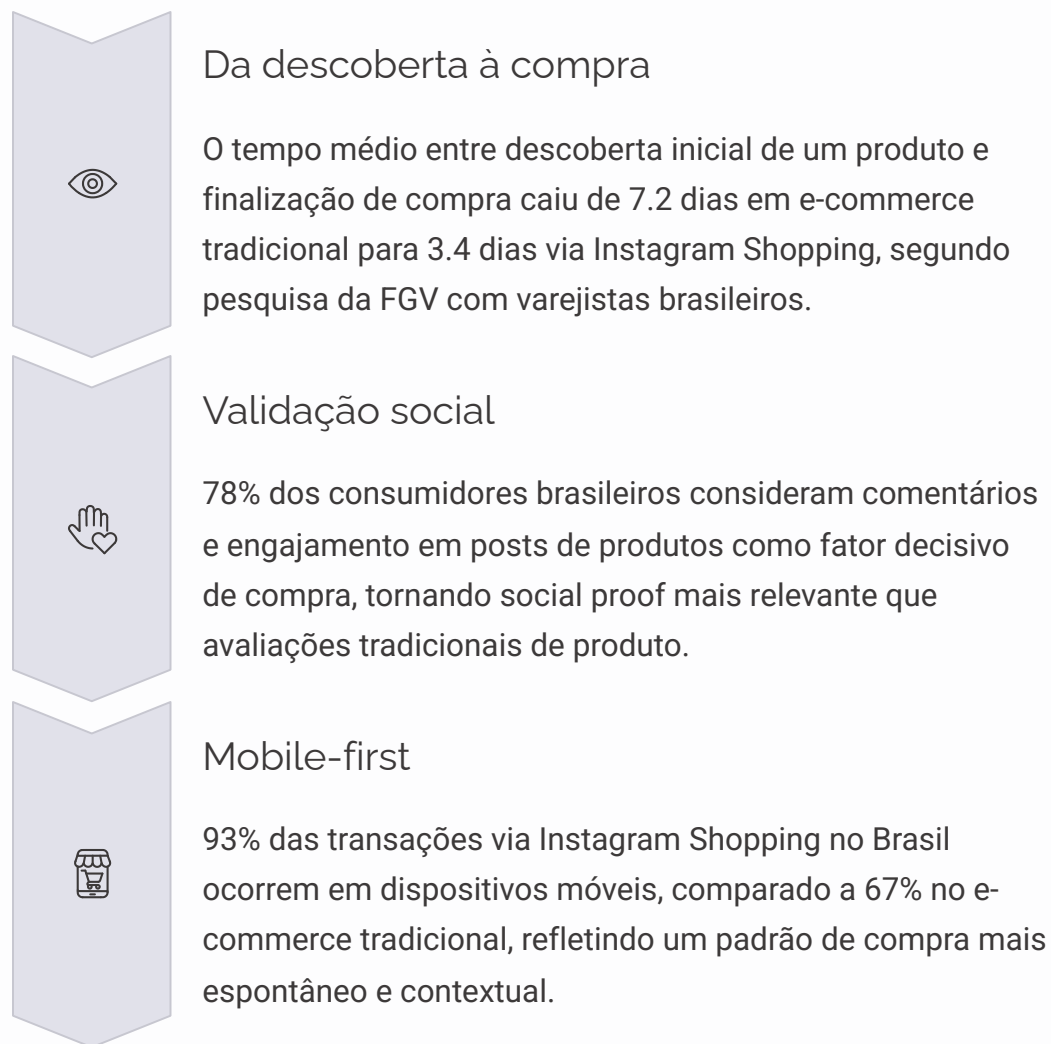 Da descoberta à compra
O tempo médio entre descoberta inicial de um produto e
finalização de compra caiu de 7.2 dias em e-commerce
tradicional para 3.4 dias via Instagram Shopping, segundo
pesquisa da FGV com varejistas brasileiros.
Validação social
78% dos consumidores brasileiros consideram comentários
e engajamento em posts de produtos como fator decisivo
de compra, tornando social proof mais relevante que
avaliações tradicionais de produto.
Mobile-first
93% das transações via Instagram Shopping no Brasil
ocorrem em dispositivos móveis, comparado a 67% no e-
commerce tradicional, refletindo um padrão de compra mais
espontâneo e contextual.